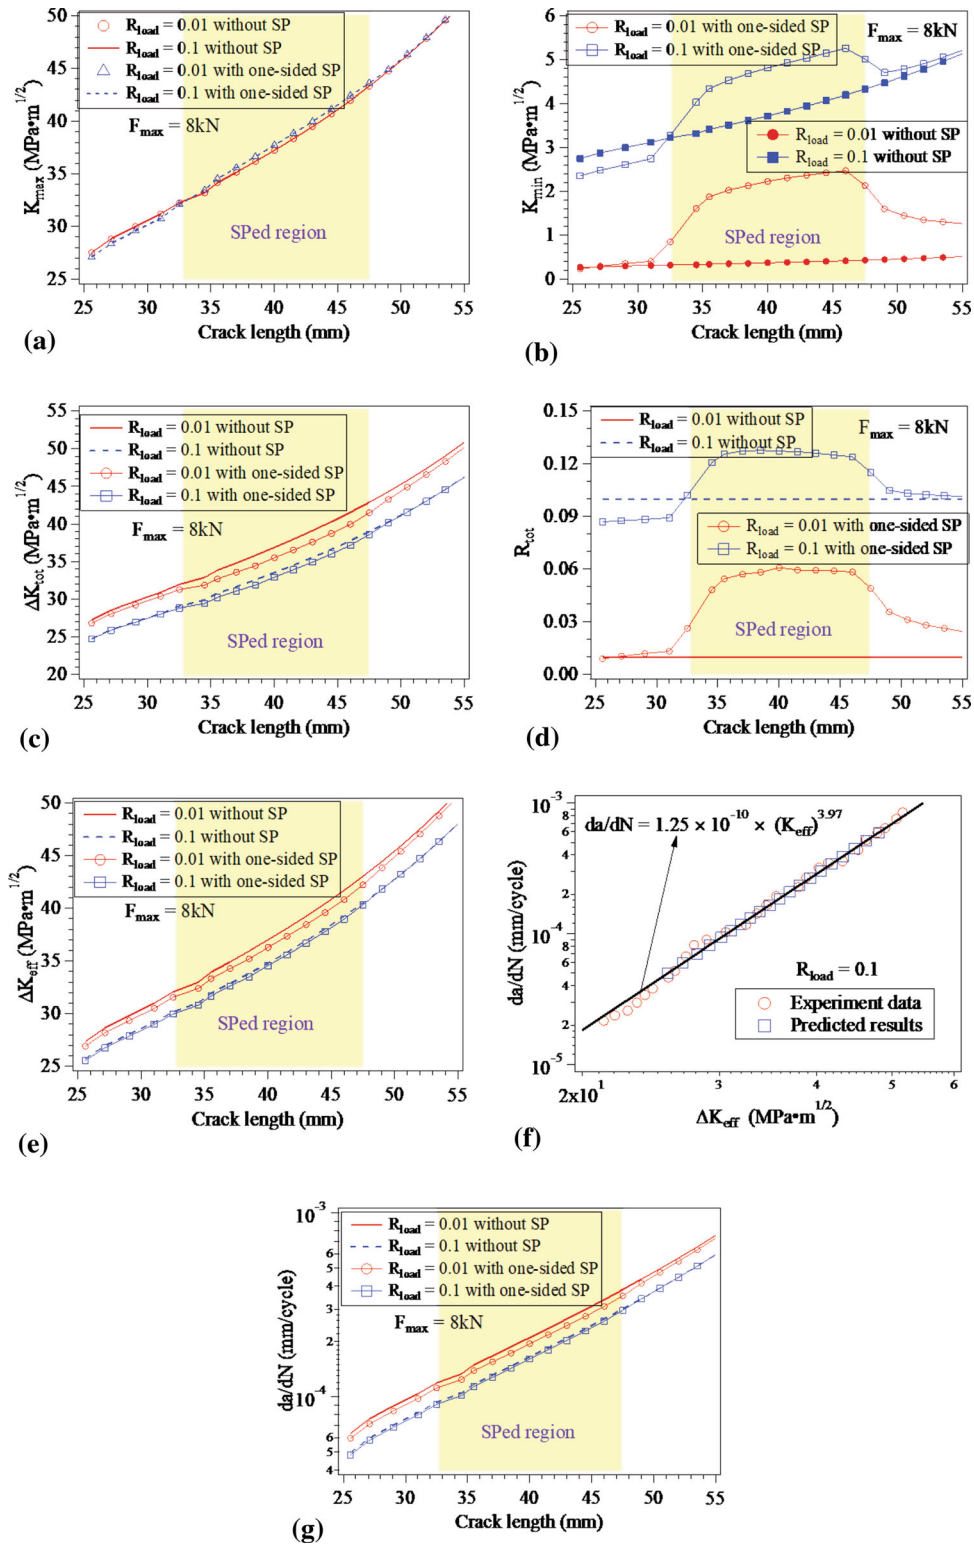 50
45
40
35
30
25
K_max (MPa•m^1/2)
R_load = 0.01 without SP
R_load = 0.1 without SP
R_load = 0.01 with one-sided SP
R_load = 0.1 with one-sided SP
F_max = 8kN
SPed region
25 30 35 40 45 50 55
Crack length (mm)
(a)
6
5
4
3
2
1
0
K_min (MPa•m^1/2)
R_load = 0.01 with one-sided SP
R_load = 0.1 with one-sided SP
F_max = 8kN
R_load = 0.01 without SP
R_load = 0.1 without SP
SPed region
25 30 35 40 45 50 55
Crack length (mm)
(b)
55
50
45
40
35
30
25
20
ΔK_tot (MPa•m^1/2)
R_load = 0.01 without SP
R_load = 0.1 without SP
R_load = 0.01 with one-sided SP
R_load = 0.1 with one-sided SP
F_max = 8kN
SPed region
25 30 35 40 45 50 55
Crack length (mm)
(c)
0.15
0.12
0.09
0.06
0.03
0.00
R_tot
R_load = 0.01 without SP
R_load = 0.1 without SP
F_max = 8kN
R_load = 0.01 with one-sided SP
R_load = 0.1 with one-sided SP
SPed region
25 30 35 40 45 50 55
Crack length (mm)
(d)
50
45
40
35
30
25
ΔK_eff (MPa•m^1/2)
R_load = 0.01 without SP
R_load = 0.1 without SP
R_load = 0.01 with one-sided SP
R_load = 0.1 with one-sided SP
F_max = 8kN
SPed region
25 30 35 40 45 50 55
Crack length (mm)
(e)
10^-3
4
2
10^-4
4
2
10^-5
da/dN (mm/cycle)
da/dN = 1.25 × 10^-10 × (K_eff)^3.97
R_load = 0.1
Experiment data
Predicted results
2x10^1 3 4 5 6
ΔK_eff (MPa•m^1/2)
(f)
10^-3
6
5
4
3
2
10^-4
6
5
4
da/dN (mm/cycle)
R_load = 0.01 without SP
R_load = 0.1 without SP
R_load = 0.01 with one-sided SP
R_load = 0.1 with one-sided SP
F_max = 8kN
SPed region
25 30 35 40 45 50 55
Crack length (mm)
(g)